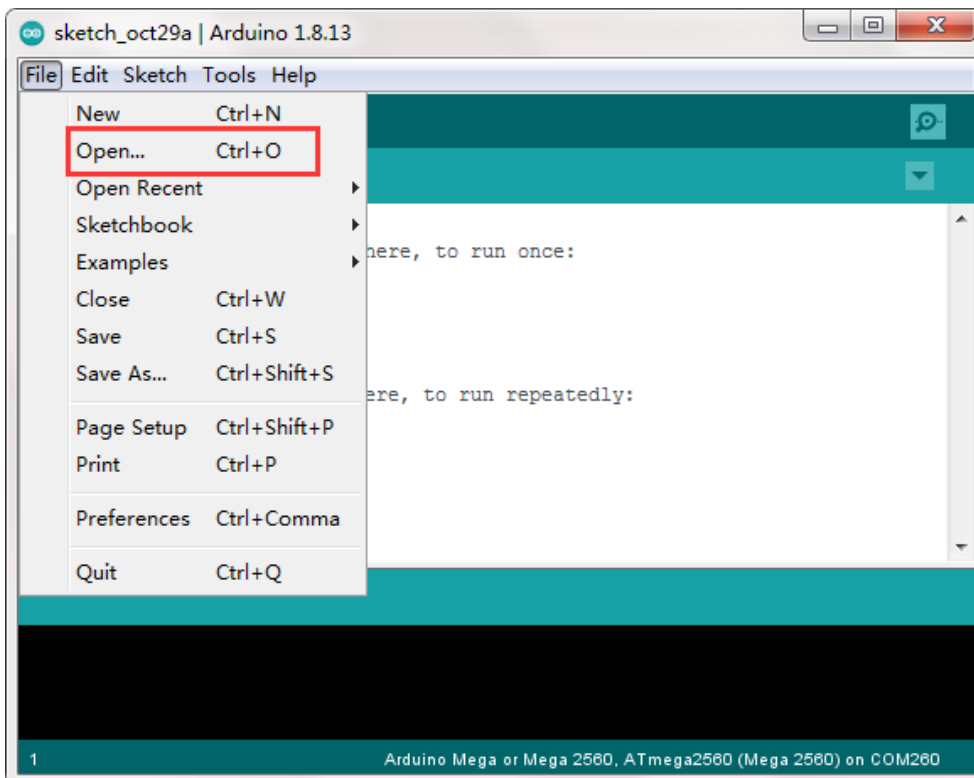 sketch_oct29a | Arduino 1.8.13
File Edit Sketch Tools Help
New Ctrl+N
Open... Ctrl+O
Open Recent
Sketchbook
Examples
Close Ctrl+W
Save Ctrl+S
Save As... Ctrl+Shift+S
Page Setup Ctrl+Shift+P
Print Ctrl+P
Preferences Ctrl+Comma
Quit Ctrl+Q
here, to run once:
ere, to run repeatedly:
1 Arduino Mega or Mega 2560, ATmega2560 (Mega 2560) on COM260